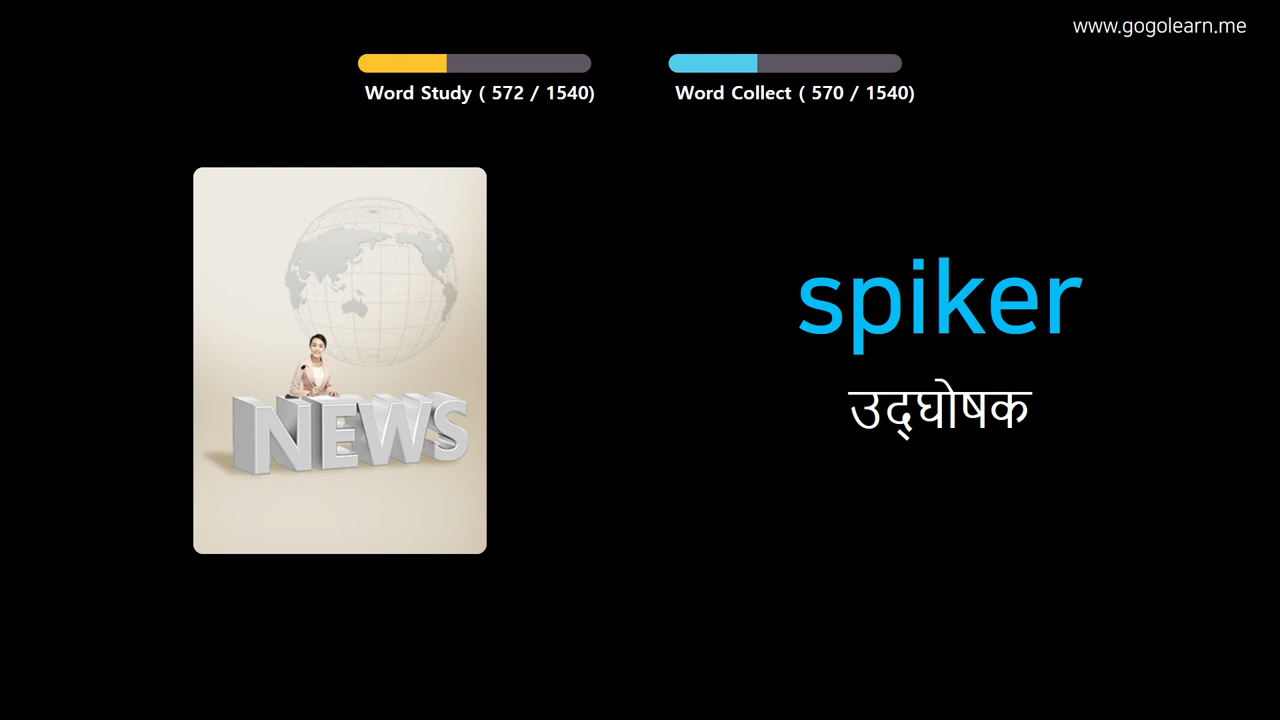 www.gogolearn.me
Word Study ( 572 / 1540)
Word Collect ( 570 / 1540)
NEWS
spiker
उद्घोषक